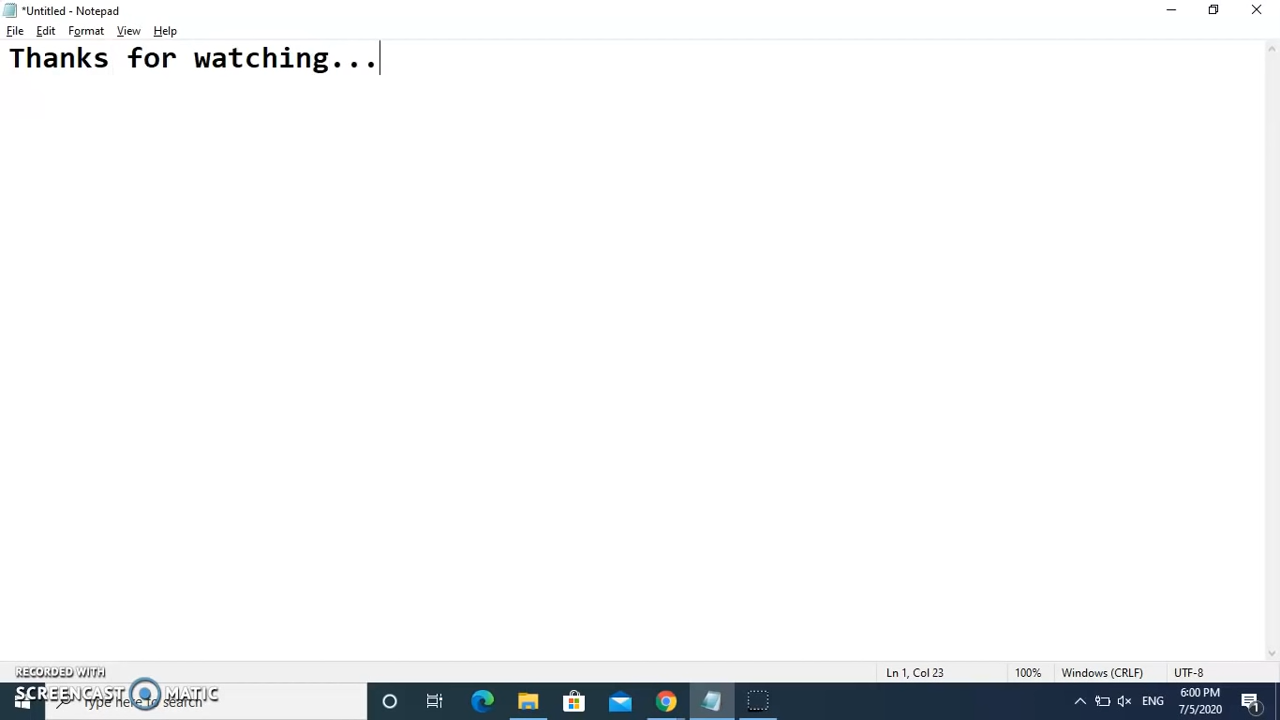 *Untitled - Notepad
File Edit Format View Help
Thanks for watching...
Ln 1, Col 23 100% Windows (CRLF) UTF-8
RECORDED WITH
SCREENCAST MATIC
Type here to search
ENG
6:00 PM
7/5/2020
1